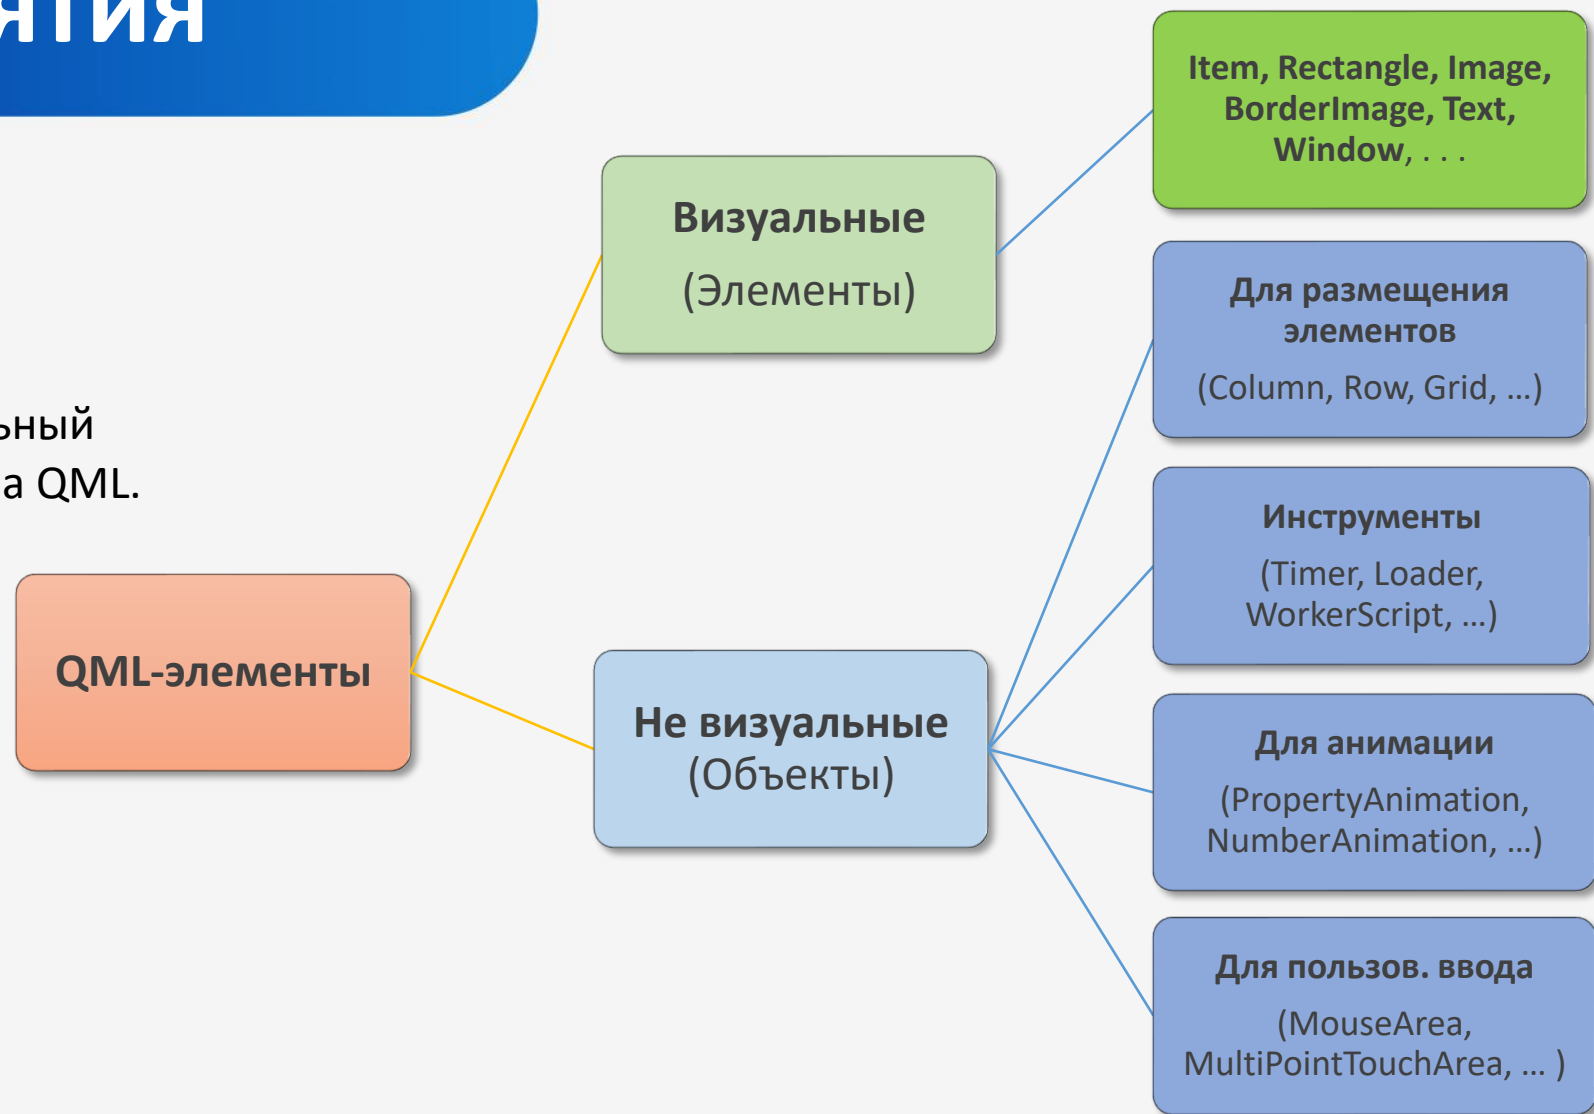 ятия
Item, Rectangle, Image,
BorderImage, Text,
Window, . . .
Визуальные
(Элементы)
Для размещения
элементов
(Column, Row, Grid, ...)
ьный
а QML.
Инструменты
(Timer, Loader,
WorkerScript, ...)
QML-элементы
Не визуальные
(Объекты)
Для анимации
(PropertyAnimation,
NumberAnimation, ...)
Для пользов. ввода
(MouseArea,
MultiPointTouchArea, ... )